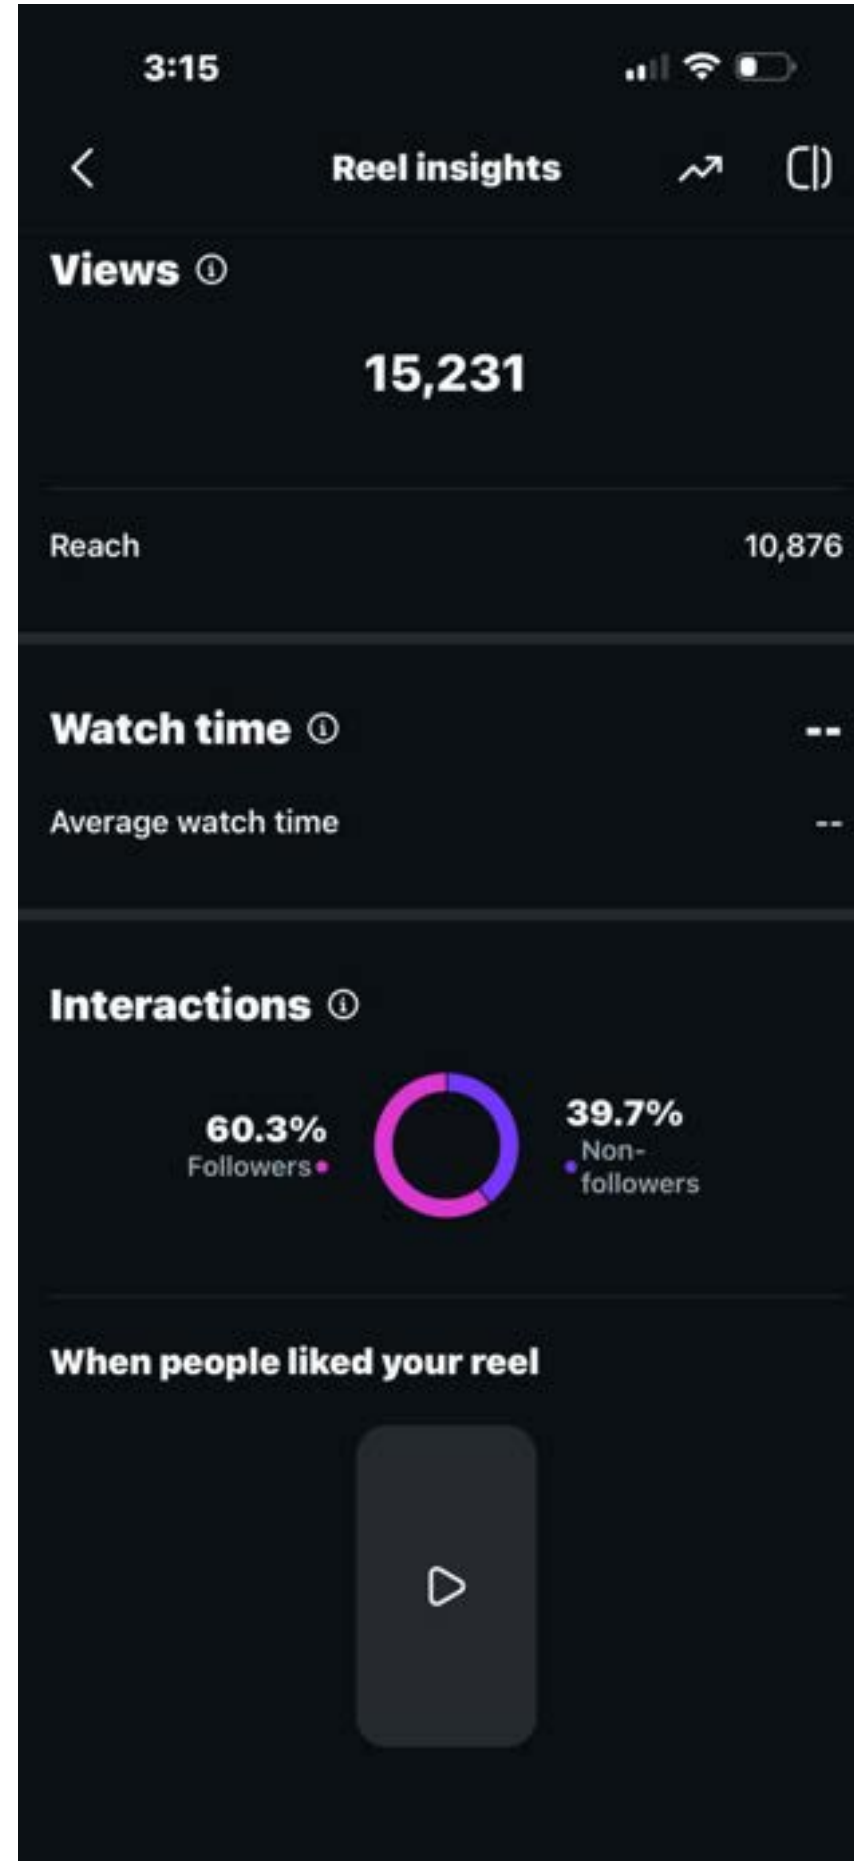 3:15
Reel insights
Views
15,231
Reach 10,876
Watch time --
Average watch time --
Interactions
60.3%
Followers
39.7%
Non-
followers
When people liked your reel